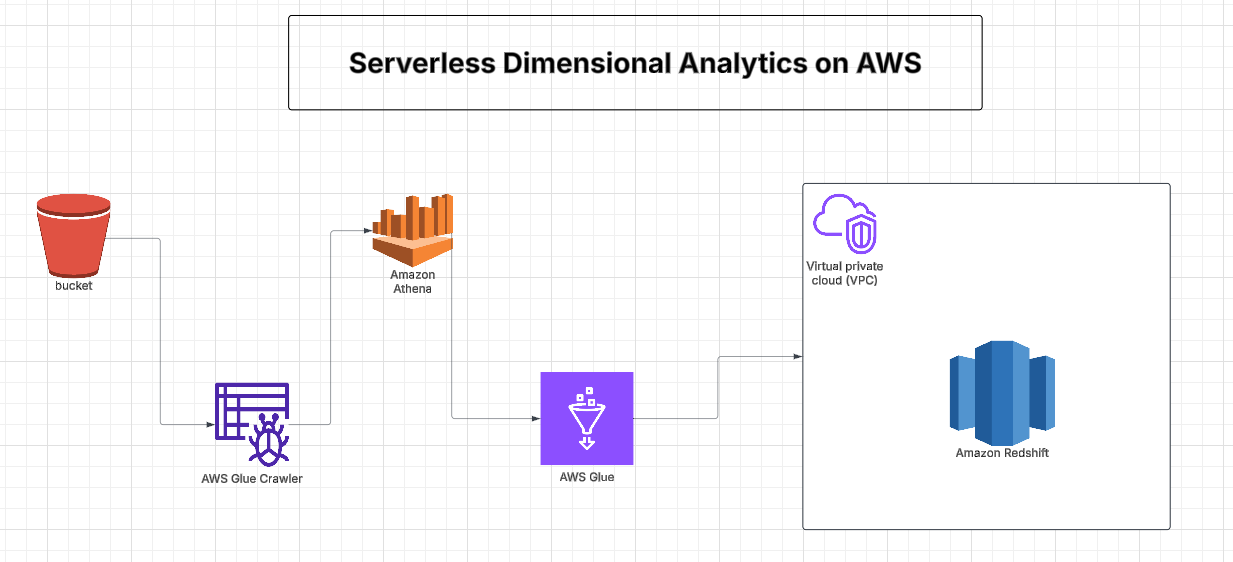 Serverless Dimensional Analytics on AWS
bucket
Amazon
Athena
Virtual private
cloud (VPC)
AWS Glue Crawler
AWS Glue
Amazon Redshift